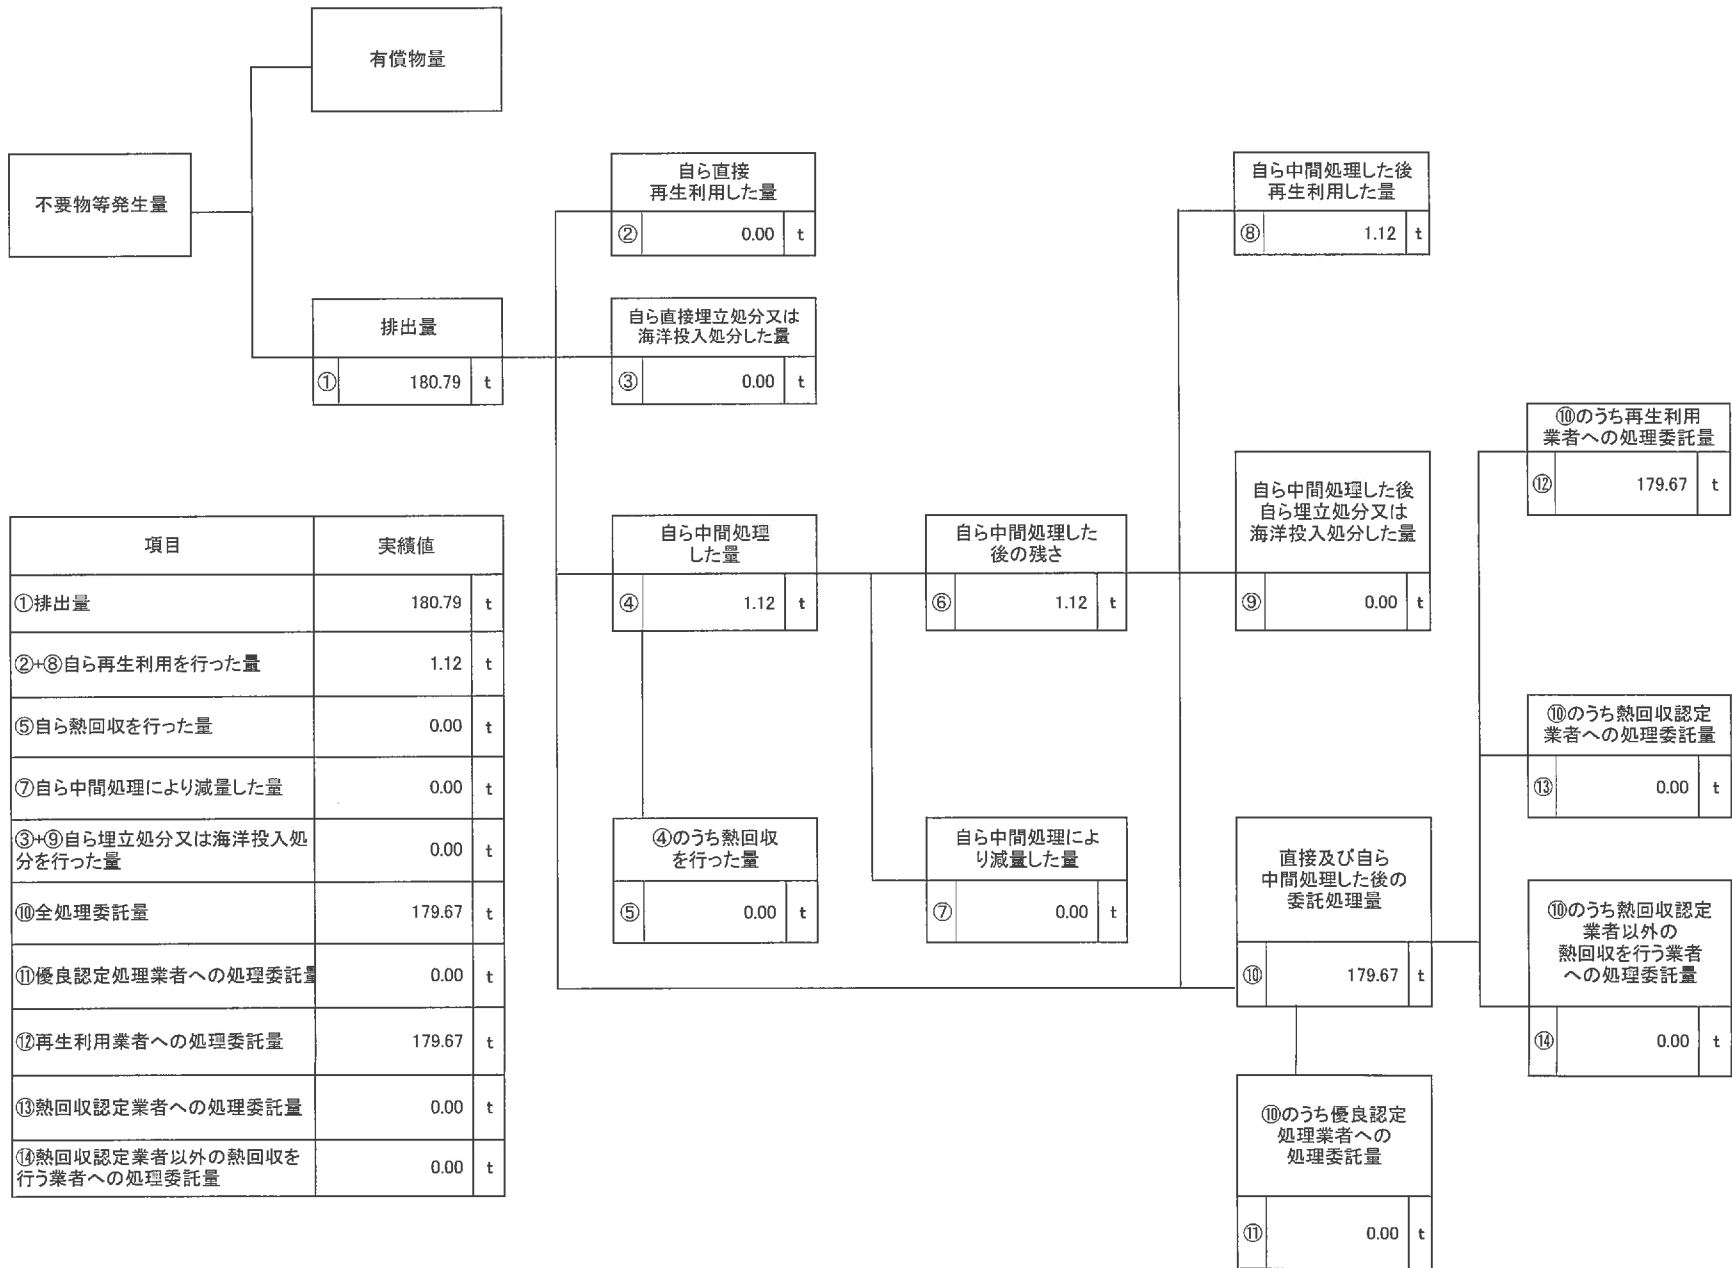 有償物量
不要物等発生量
自ら直接
再生利用した量
② 0.00 t
自ら中間処理した後
再生利用した量
⑧ 1.12 t
排出量
① 180.79 t
自ら直接埋立処分又は
海洋投入処分した量
③ 0.00 t
⑩のうち再生利用
業者への処理委託量
⑫ 179.67 t
自ら中間処理
した量
④ 1.12 t
自ら中間処理した
後の残さ
⑥ 1.12 t
自ら中間処理した後
自ら埋立処分又は
海洋投入処分した量
⑨ 0.00 t
⑩のうち熱回収認定
業者への処理委託量
⑬ 0.00 t
④のうち熱回収
を行った量
⑤ 0.00 t
自ら中間処理によ
り減量した量
⑦ 0.00 t
直接及び自ら
中間処理した後の
委託処理量
⑩ 179.67 t
⑩のうち熱回収認定
業者以外の
熱回収を行う業者
への処理委託量
⑭ 0.00 t
⑩のうち優良認定
処理業者への
処理委託量
⑪ 0.00 t
項目 実績値
①排出量 180.79 t
②+⑧自ら再生利用を行った量 1.12 t
⑤自ら熱回収を行った量 0.00 t
⑦自ら中間処理により減量した量 0.00 t
③+⑨自ら埋立処分又は海洋投入処
分を行った量 0.00 t
⑩全処理委託量 179.67 t
⑪優良認定処理業者への処理委託量 0.00 t
⑫再生利用業者への処理委託量 179.67 t
⑬熱回収認定業者への処理委託量 0.00 t
⑭熱回収認定業者以外の熱回収を
行う業者への処理委託量 0.00 t